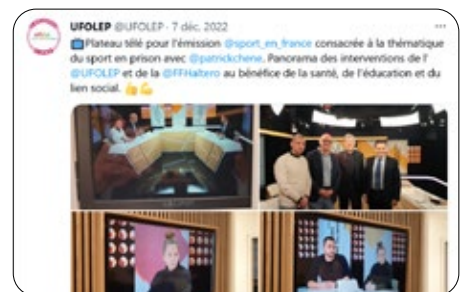 UFOLEP @UFOLEP · 7 déc. 2022
Plateau télé pour l'émission @sport_en_france consacrée à la thématique
du sport en prison avec @patrickchene. Panorama des interventions de l'
@UFOLEP et de la @FFHaltero au bénéfice de la santé, de l'éducation et du
lien social.